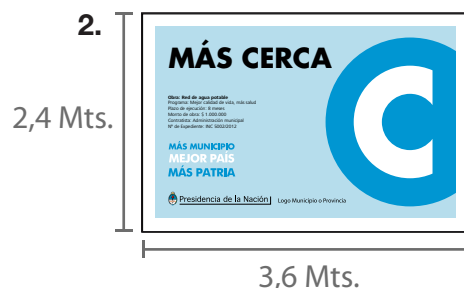 2.
2,4 Mts.
MÁS CERCA
Obra: Red de agua potable
Programa: Mejor calidad de vida, más salud
Plazo de ejecución: 8 meses
Monto de obra: $ 1.000.000
Contratista: Administración municipal
Nº de Expediente: INC 5002/2012
MÁS MUNICIPIO
MEJOR PAÍS
MÁS PATRIA
C
Presidencia de la Nación
Logo Municipio o Provincia
3,6 Mts.